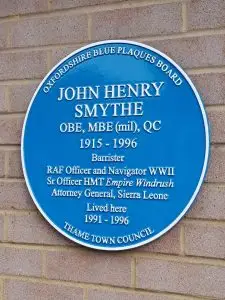 OXFORDSHIRE BLUE PLAQUES BOARD
JOHN HENRY
SMYTHE
OBE, MBE (mil), QC
1915 - 1996
Barrister
RAF Officer and Navigator WWII
Sr Officer HMT Empire Windrush
Attorney General, Sierra Leone
Lived here
1991 - 1996
THAME TOWN COUNCIL